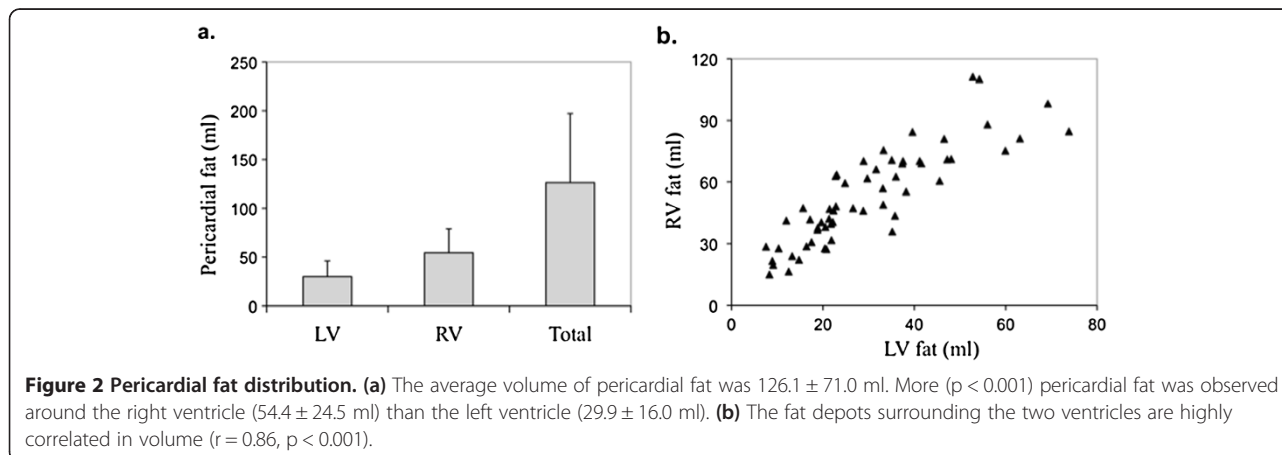 a.
250
200
150
100
50
0
Pericardial fat (ml)
LV RV Total
b.
120
90
60
30
0
RV fat (ml)
0 20 40 60 80
LV fat (ml)
Figure 2 Pericardial fat distribution. (a) The average volume of pericardial fat was 126.1 ± 71.0 ml. More (p < 0.001) pericardial fat was observed
around the right ventricle (54.4 ± 24.5 ml) than the left ventricle (29.9 ± 16.0 ml). (b) The fat depots surrounding the two ventricles are highly
correlated in volume (r = 0.86, p < 0.001).